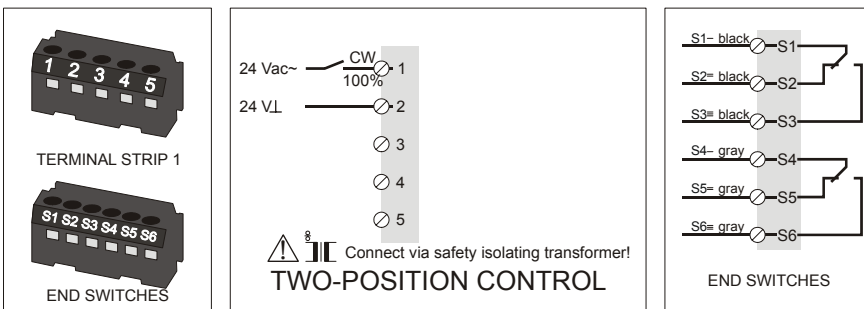 1 2 3 4 5
TERMINAL STRIP 1
S1 S2 S3 S4 S5 S6
END SWITCHES
24 Vac~ CW 1
100%
24 V⊥ 2
3
4
5
Connect via safety isolating transformer!
TWO-POSITION CONTROL
S1– black S1
S2= black S2
S3≡ black S3
S4– gray S4
S5= gray S5
S6≡ gray S6
END SWITCHES